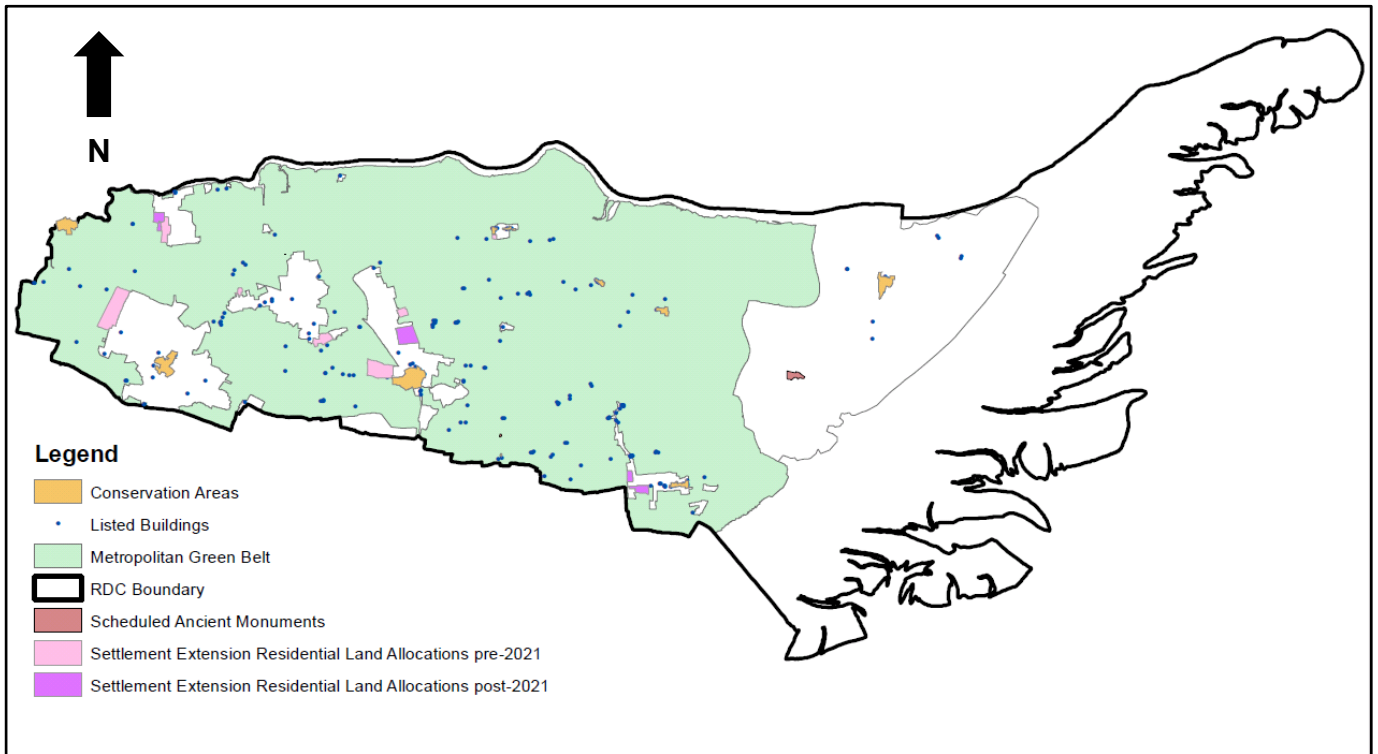 N
Legend
Conservation Areas
Listed Buildings
Metropolitan Green Belt
RDC Boundary
Scheduled Ancient Monuments
Settlement Extension Residential Land Allocations pre-2021
Settlement Extension Residential Land Allocations post-2021